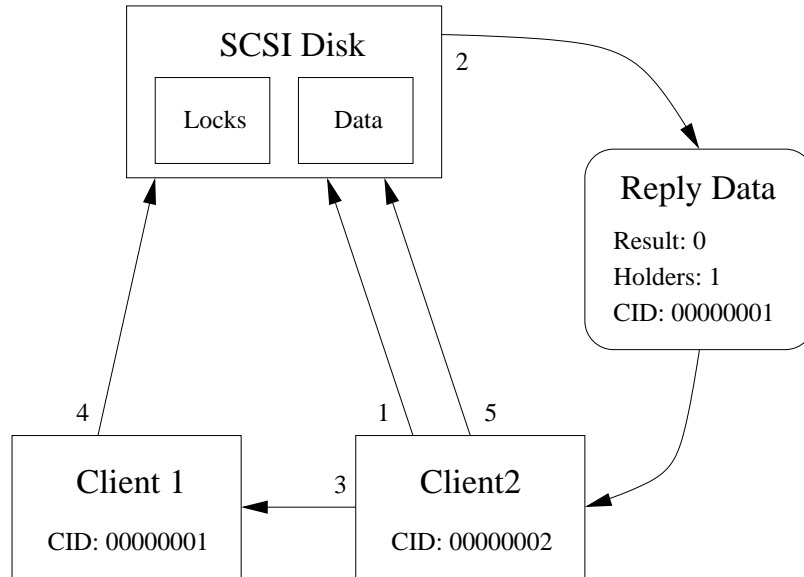 SCSI Disk
2
Locks
Data
Reply Data
Result: 0
Holders: 1
CID: 00000001
4
1
5
Client 1
3
Client2
CID: 00000001
CID: 00000002